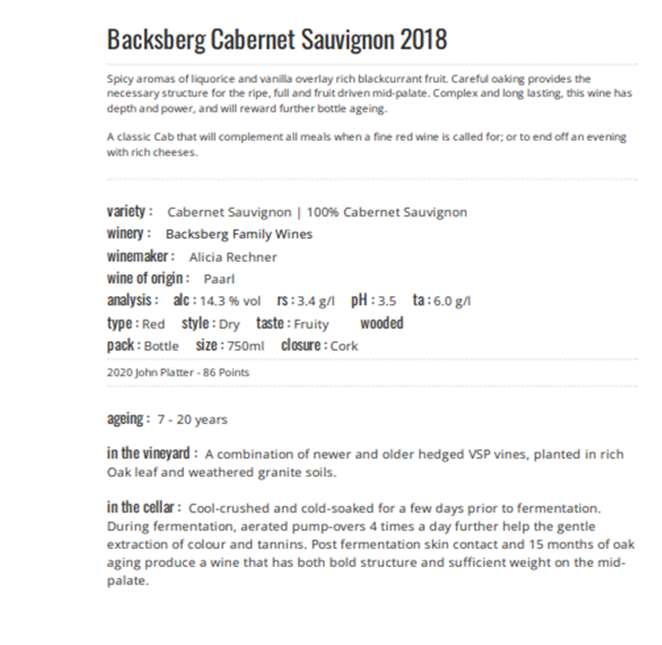 Backsberg Cabernet Sauvignon 2018
Spicy aromas of liquorice and vanilla overlay rich blackcurrant fruit. Careful oaking provides the
necessary structure for the ripe, full and fruit driven mid-palate. Complex and long lasting, this wine has
depth and power, and will reward further bottle ageing.
A classic Cab that will complement all meals when a fine red wine is called for; or to end off an evening
with rich cheeses.
variety : Cabernet Sauvignon | 100% Cabernet Sauvignon
winery : Backsberg Family Wines
winemaker : Alicia Rechner
wine of origin : Paarl
analysis : alc : 14.3 % vol rs : 3.4 g/l pH : 3.5 ta : 6.0 g/l
type : Red style : Dry taste : Fruity wooded
pack : Bottle size : 750ml closure : Cork
2020 John Platter - 86 Points
ageing : 7 - 20 years
in the vineyard : A combination of newer and older hedged VSP vines, planted in rich
Oak leaf and weathered granite soils.
in the cellar : Cool-crushed and cold-soaked for a few days prior to fermentation.
During fermentation, aerated pump-overs 4 times a day further help the gentle
extraction of colour and tannins. Post fermentation skin contact and 15 months of oak
aging produce a wine that has both bold structure and sufficient weight on the mid-
palate.